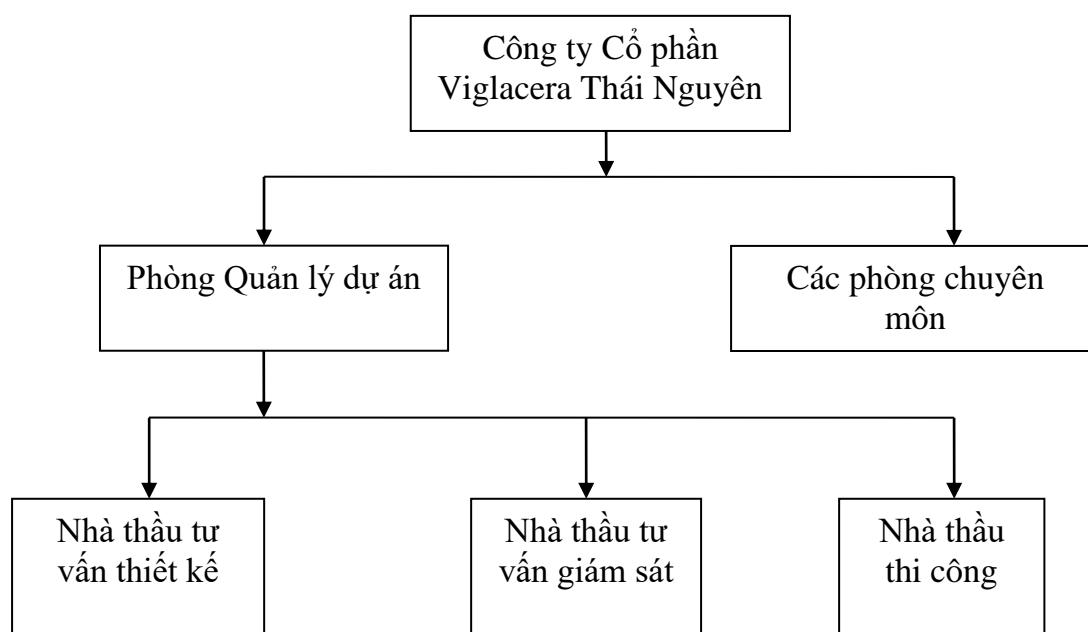 Công ty Cổ phần
Viglacera Thái Nguyên
Phòng Quản lý dự án
Các phòng chuyên
môn
Nhà thầu tư
vấn thiết kế
Nhà thầu tư
vấn giám sát
Nhà thầu
thi công